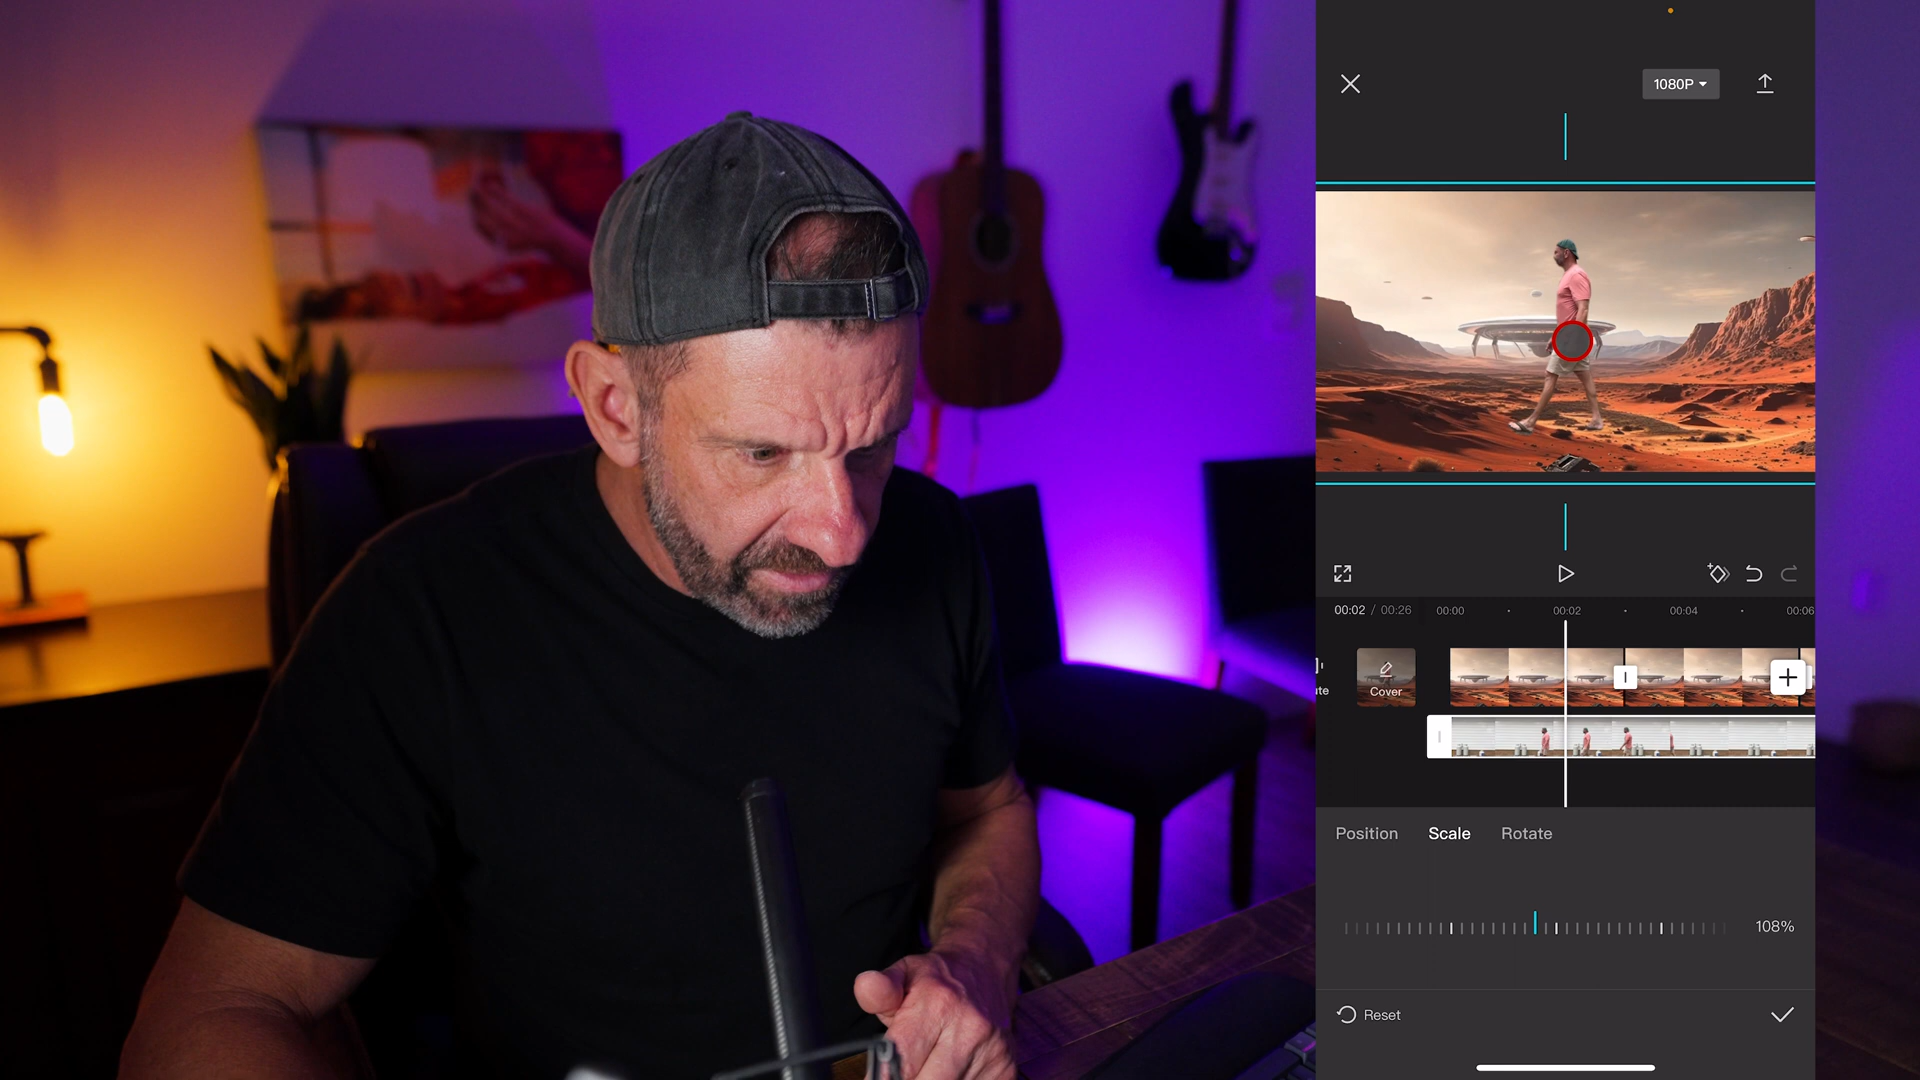 1080P
00:02 / 00:26
00:00
00:02
00:04
00:06
ute
Cover
Position
Scale
Rotate
108%
Reset